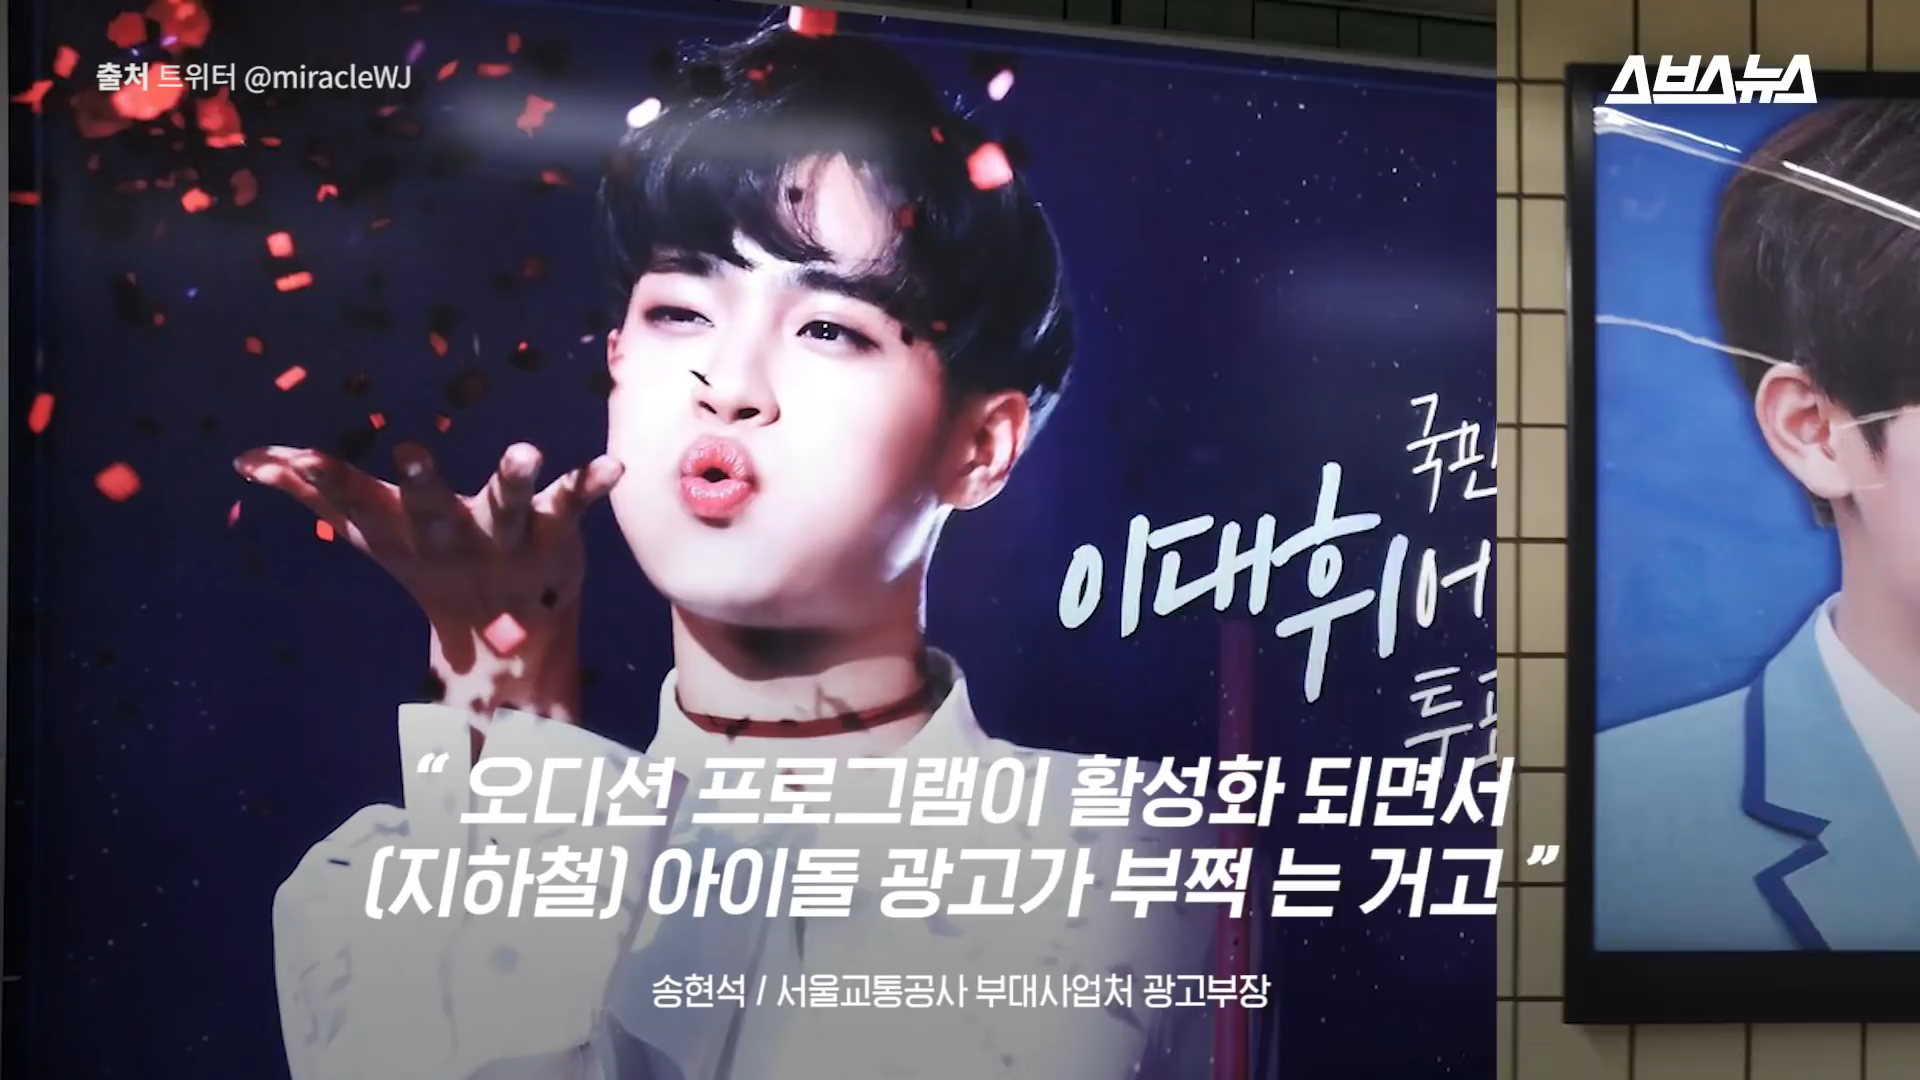 출처 트위터 @miracleWJ
스브스뉴스
국민
이대휘에
투표
“ 오디션 프로그램이 활성화 되면서
(지하철) 아이돌 광고가 부쩍 는 거고 ”
송현석 / 서울교통공사 부대사업처 광고부장